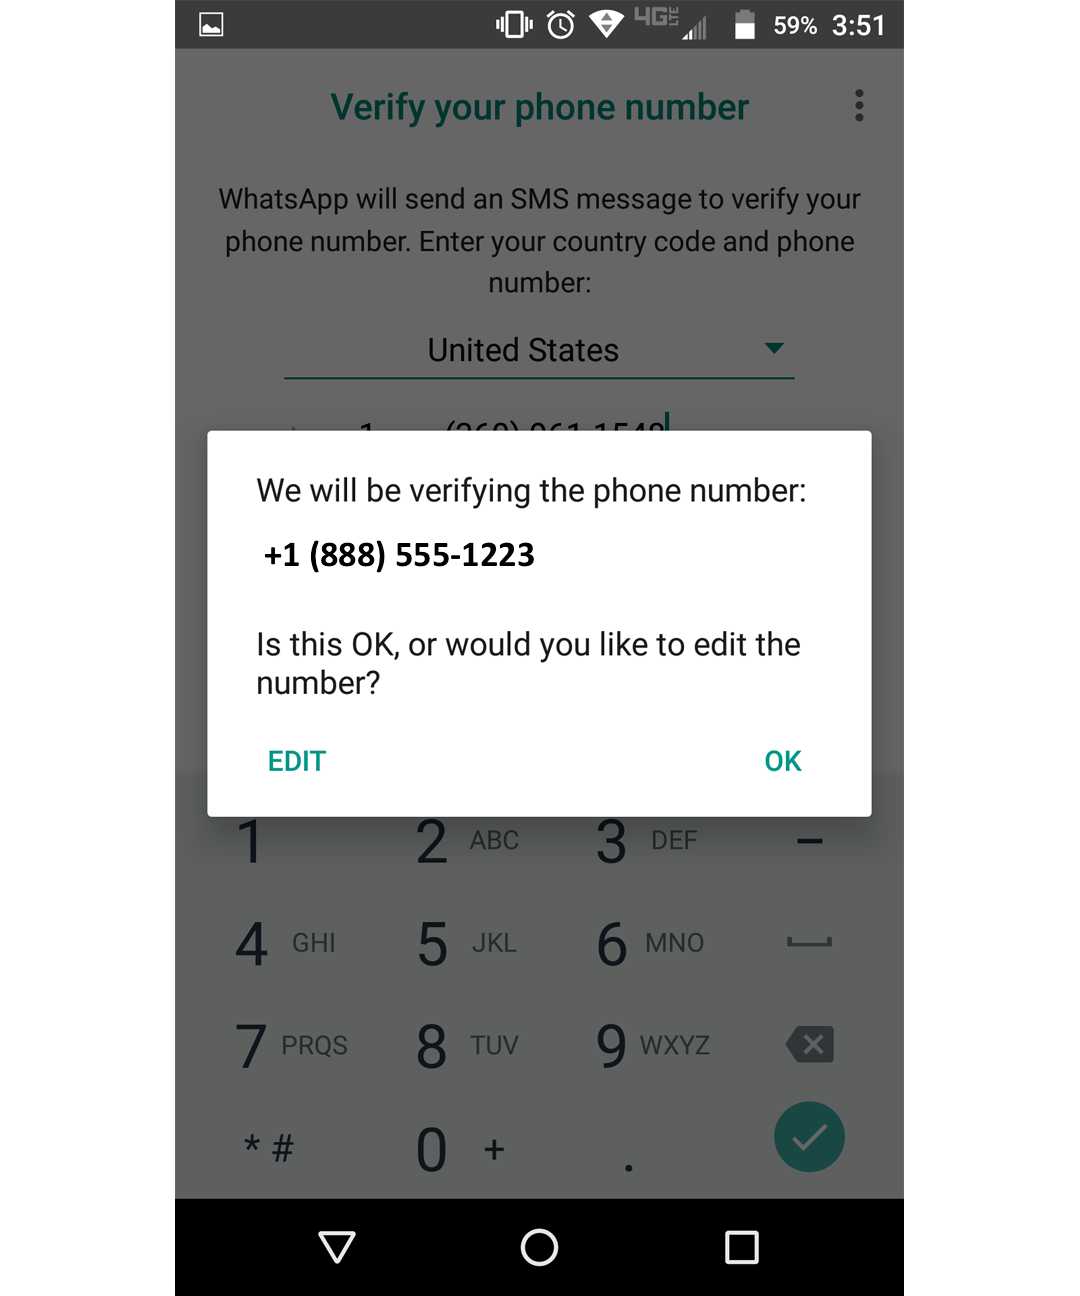 4G LTE 59% 3:51
Verify your phone number
WhatsApp will send an SMS message to verify your
phone number. Enter your country code and phone
number:
United States
We will be verifying the phone number:
+1 (888) 555-1223
Is this OK, or would you like to edit the
number?
EDIT OK
1 2 ABC 3 DEF –
4 GHI 5 JKL 6 MNO
7 PRQS 8 TUV 9 WXYZ
* # 0 + .